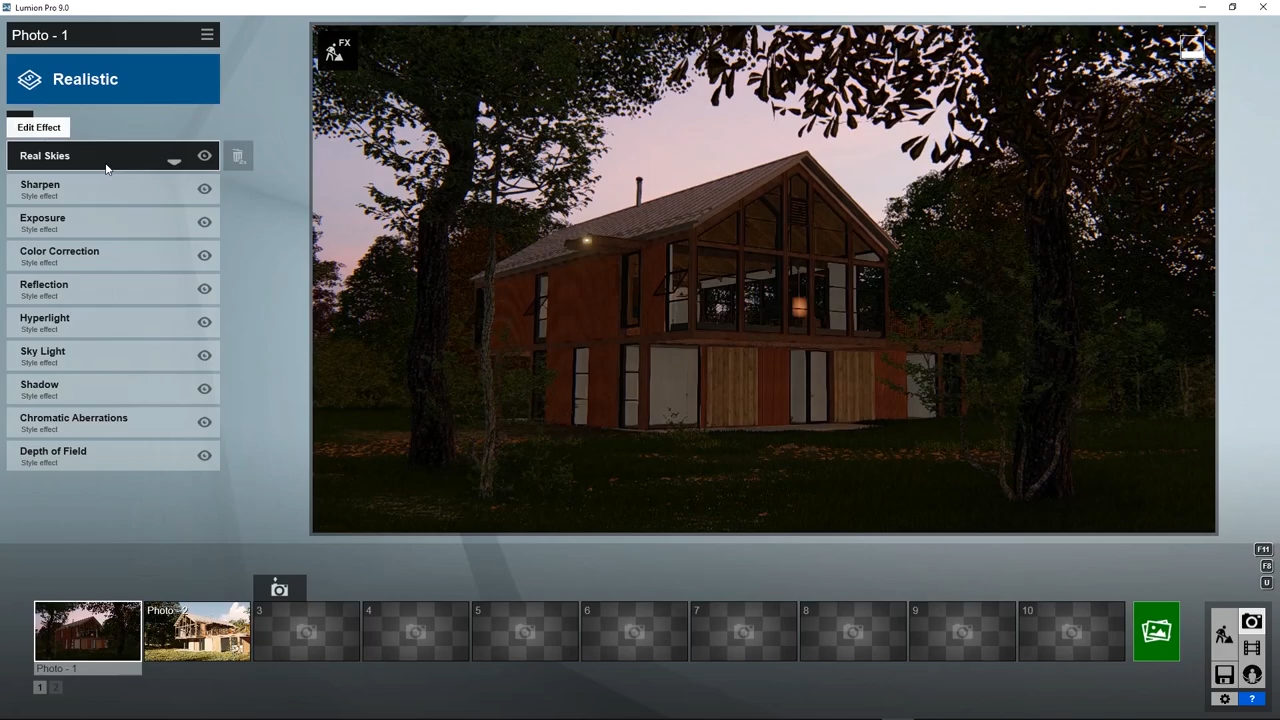 Lumion Pro 9.0
Photo - 1
Realistic
Edit Effect
Real Skies
Sharpen
Style effect
Exposure
Style effect
Color Correction
Style effect
Reflection
Style effect
Hyperlight
Style effect
Sky Light
Style effect
Shadow
Style effect
Chromatic Aberrations
Style effect
Depth of Field
Style effect
FX
F11
F8
U
Photo - 2
3
4
5
6
7
8
9
10
Photo - 1
1
2
?